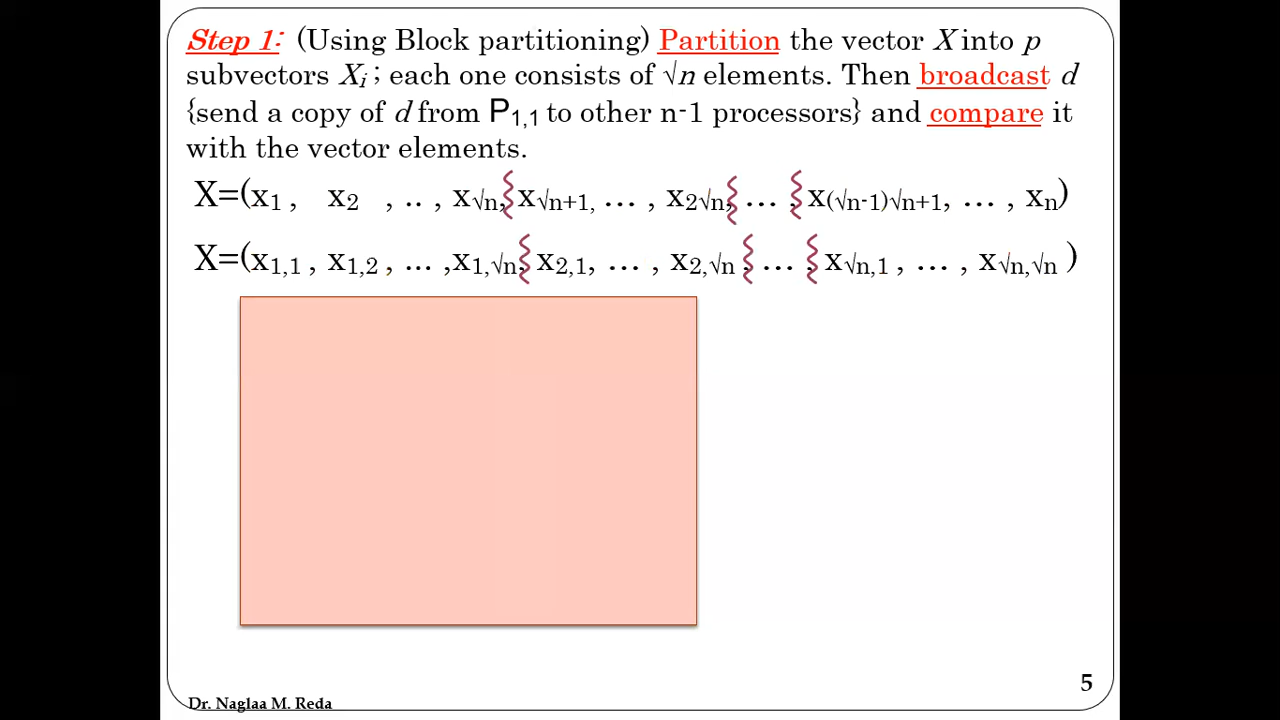 Step 1: (Using Block partitioning) Partition the vector X into p
subvectors Xᵢ ; each one consists of √n elements. Then broadcast d
{send a copy of d from P₁,₁ to other n-1 processors} and compare it
with the vector elements.
X=(x₁ , x₂ , .. , x√n, x√n+1, … , x2√n, … , x(√n-1)√n+1, … , xn)
X=(x₁,₁ , x₁,₂ , … ,x₁,√n, x₂,₁, … , x₂,√n , … , x√n,₁ , … , x√n,√n )
5
Dr. Naglaa M. Reda